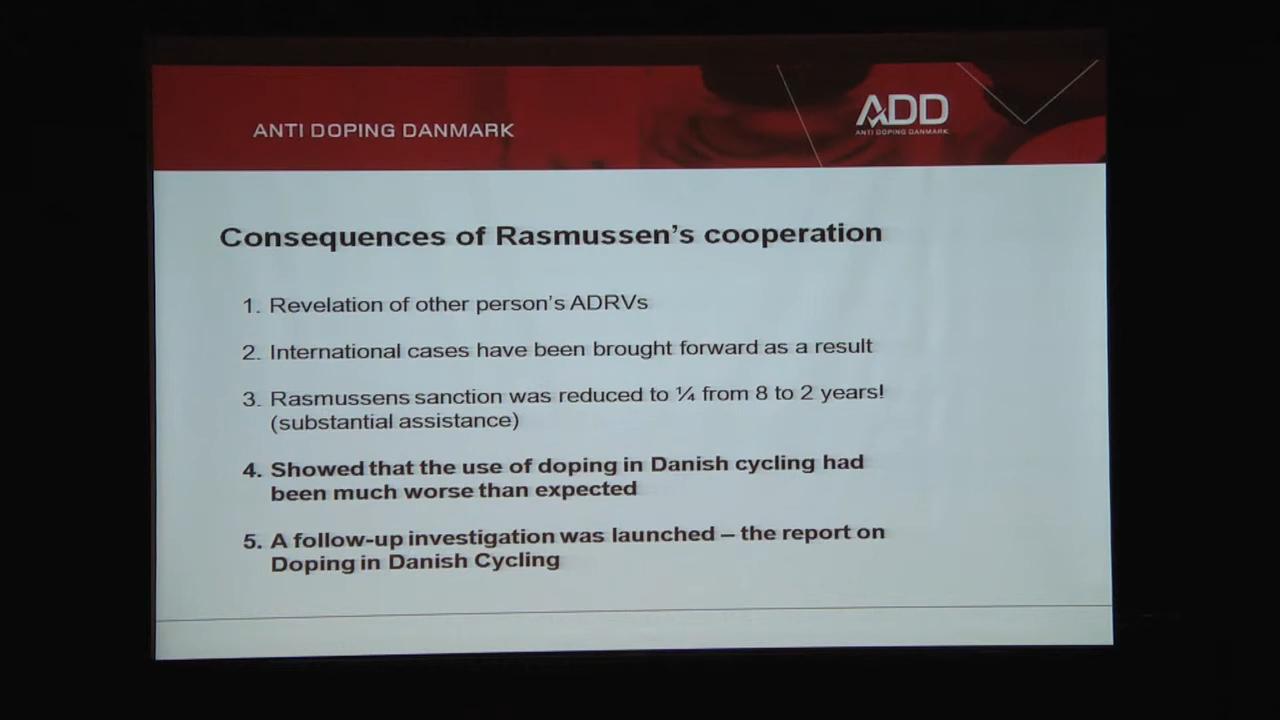 ANTI DOPING DANMARK
ADD
ANTI DOPING DANMARK
Consequences of Rasmussen's cooperation
1. Revelation of other person's ADRVs
2. International cases have been brought forward as a result
3. Rasmussens sanction was reduced to ¼ from 8 to 2 years!
(substantial assistance)
4. Showed that the use of doping in Danish cycling had
been much worse than expected
5. A follow-up investigation was launched – the report on
Doping in Danish Cycling